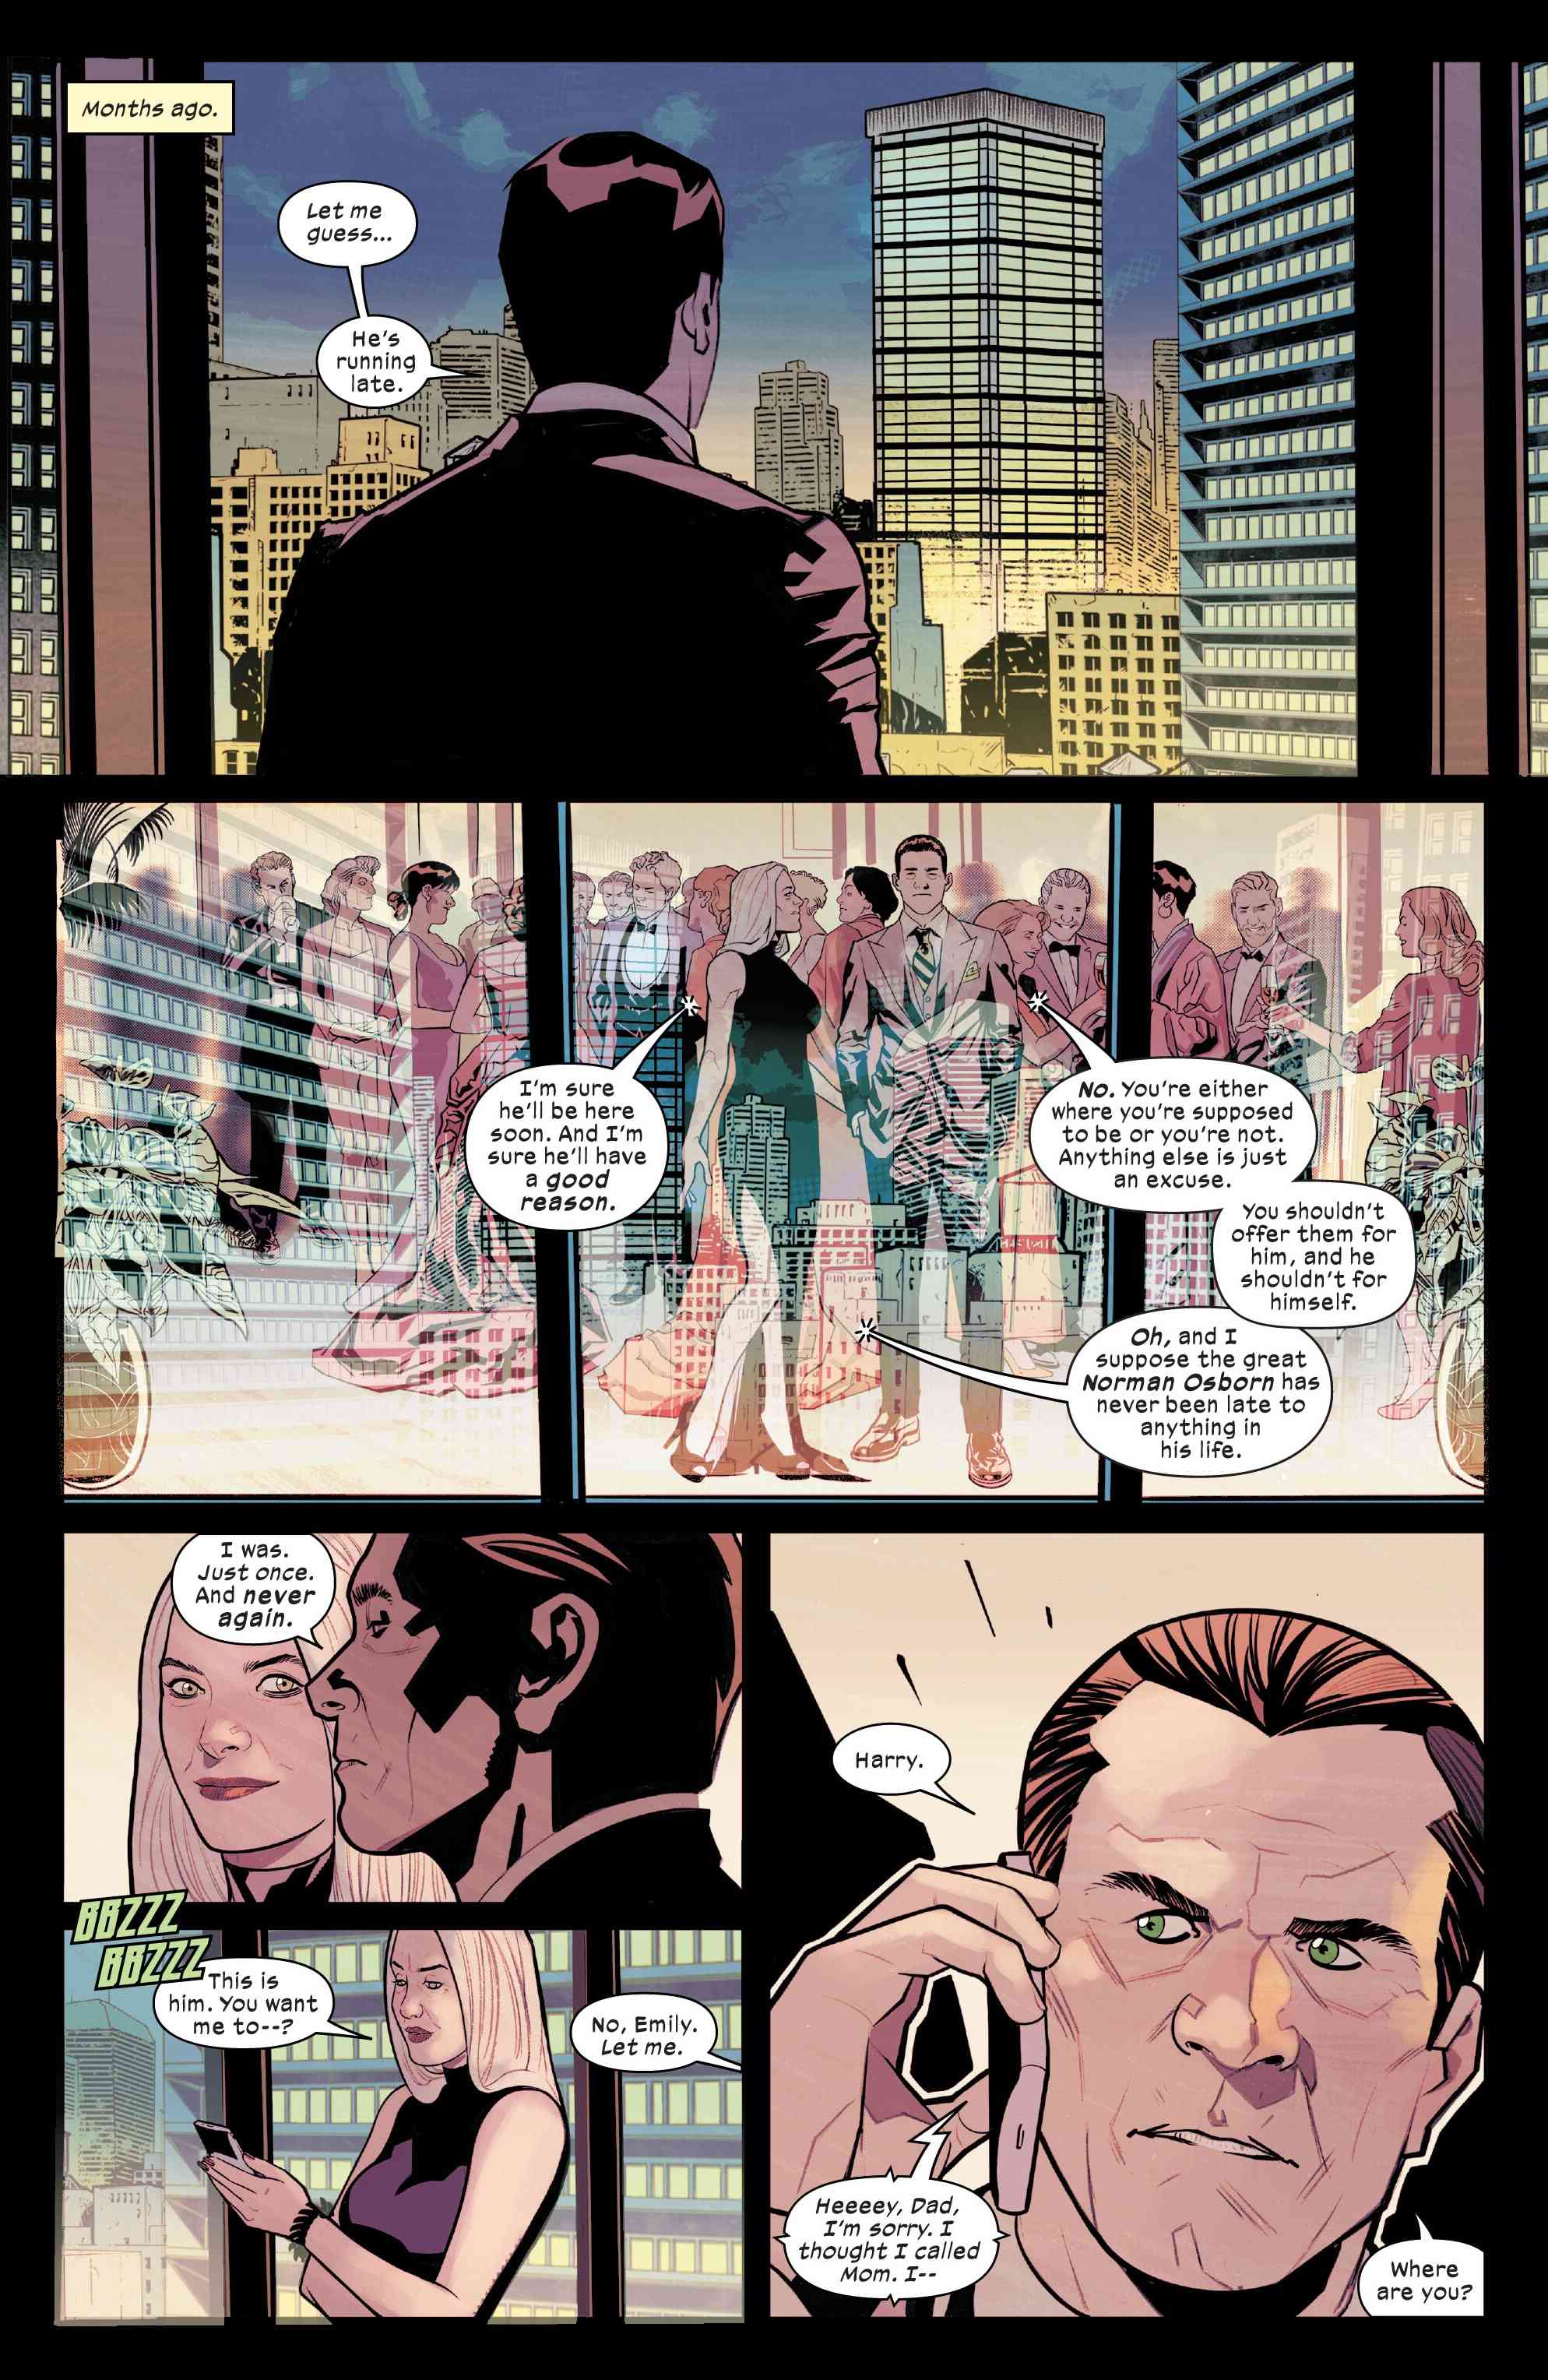 Months ago.
Let me
guess...
He's
running
late.
I'm sure
he'll be here
soon. And I'm
sure he'll have
a good
reason.
No. You're either
where you're supposed
to be or you're not.
Anything else is just
an excuse.
You shouldn't
offer them for
him, and he
shouldn't for
himself.
Oh, and I
suppose the great
Norman Osborn has
never been late to
anything in
his life.
I was.
Just once.
And never
again.
BBZZZ
BBZZZ
This is
him. You want
me to--?
No, Emily.
Let me.
Harry.
Heeeey, Dad,
I'm sorry. I
thought I called
Mom. I--
Where
are you?